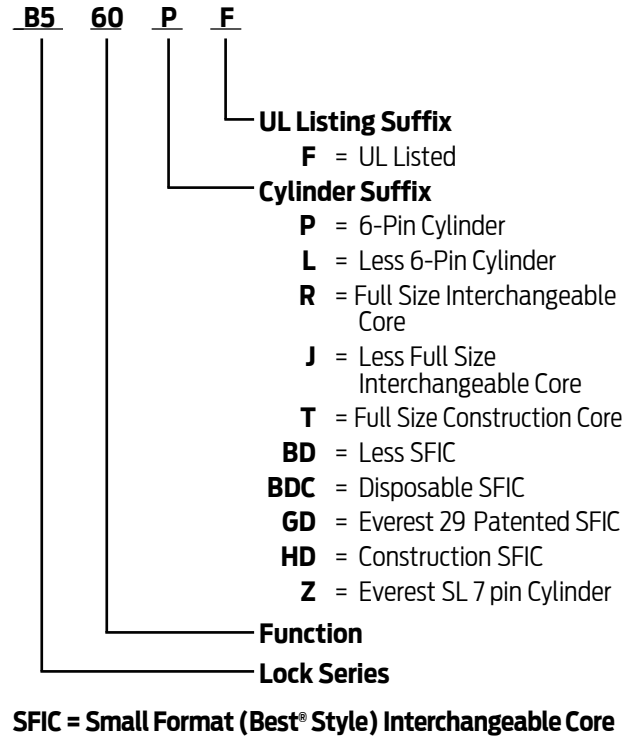 B5 60 P F
UL Listing Suffix
F = UL Listed
Cylinder Suffix
P = 6-Pin Cylinder
L = Less 6-Pin Cylinder
R = Full Size Interchangeable
Core
J = Less Full Size
Interchangeable Core
T = Full Size Construction Core
BD = Less SFIC
BDC = Disposable SFIC
GD = Everest 29 Patented SFIC
HD = Construction SFIC
Z = Everest SL 7 pin Cylinder
Function
Lock Series
SFIC = Small Format (Best® Style) Interchangeable Core